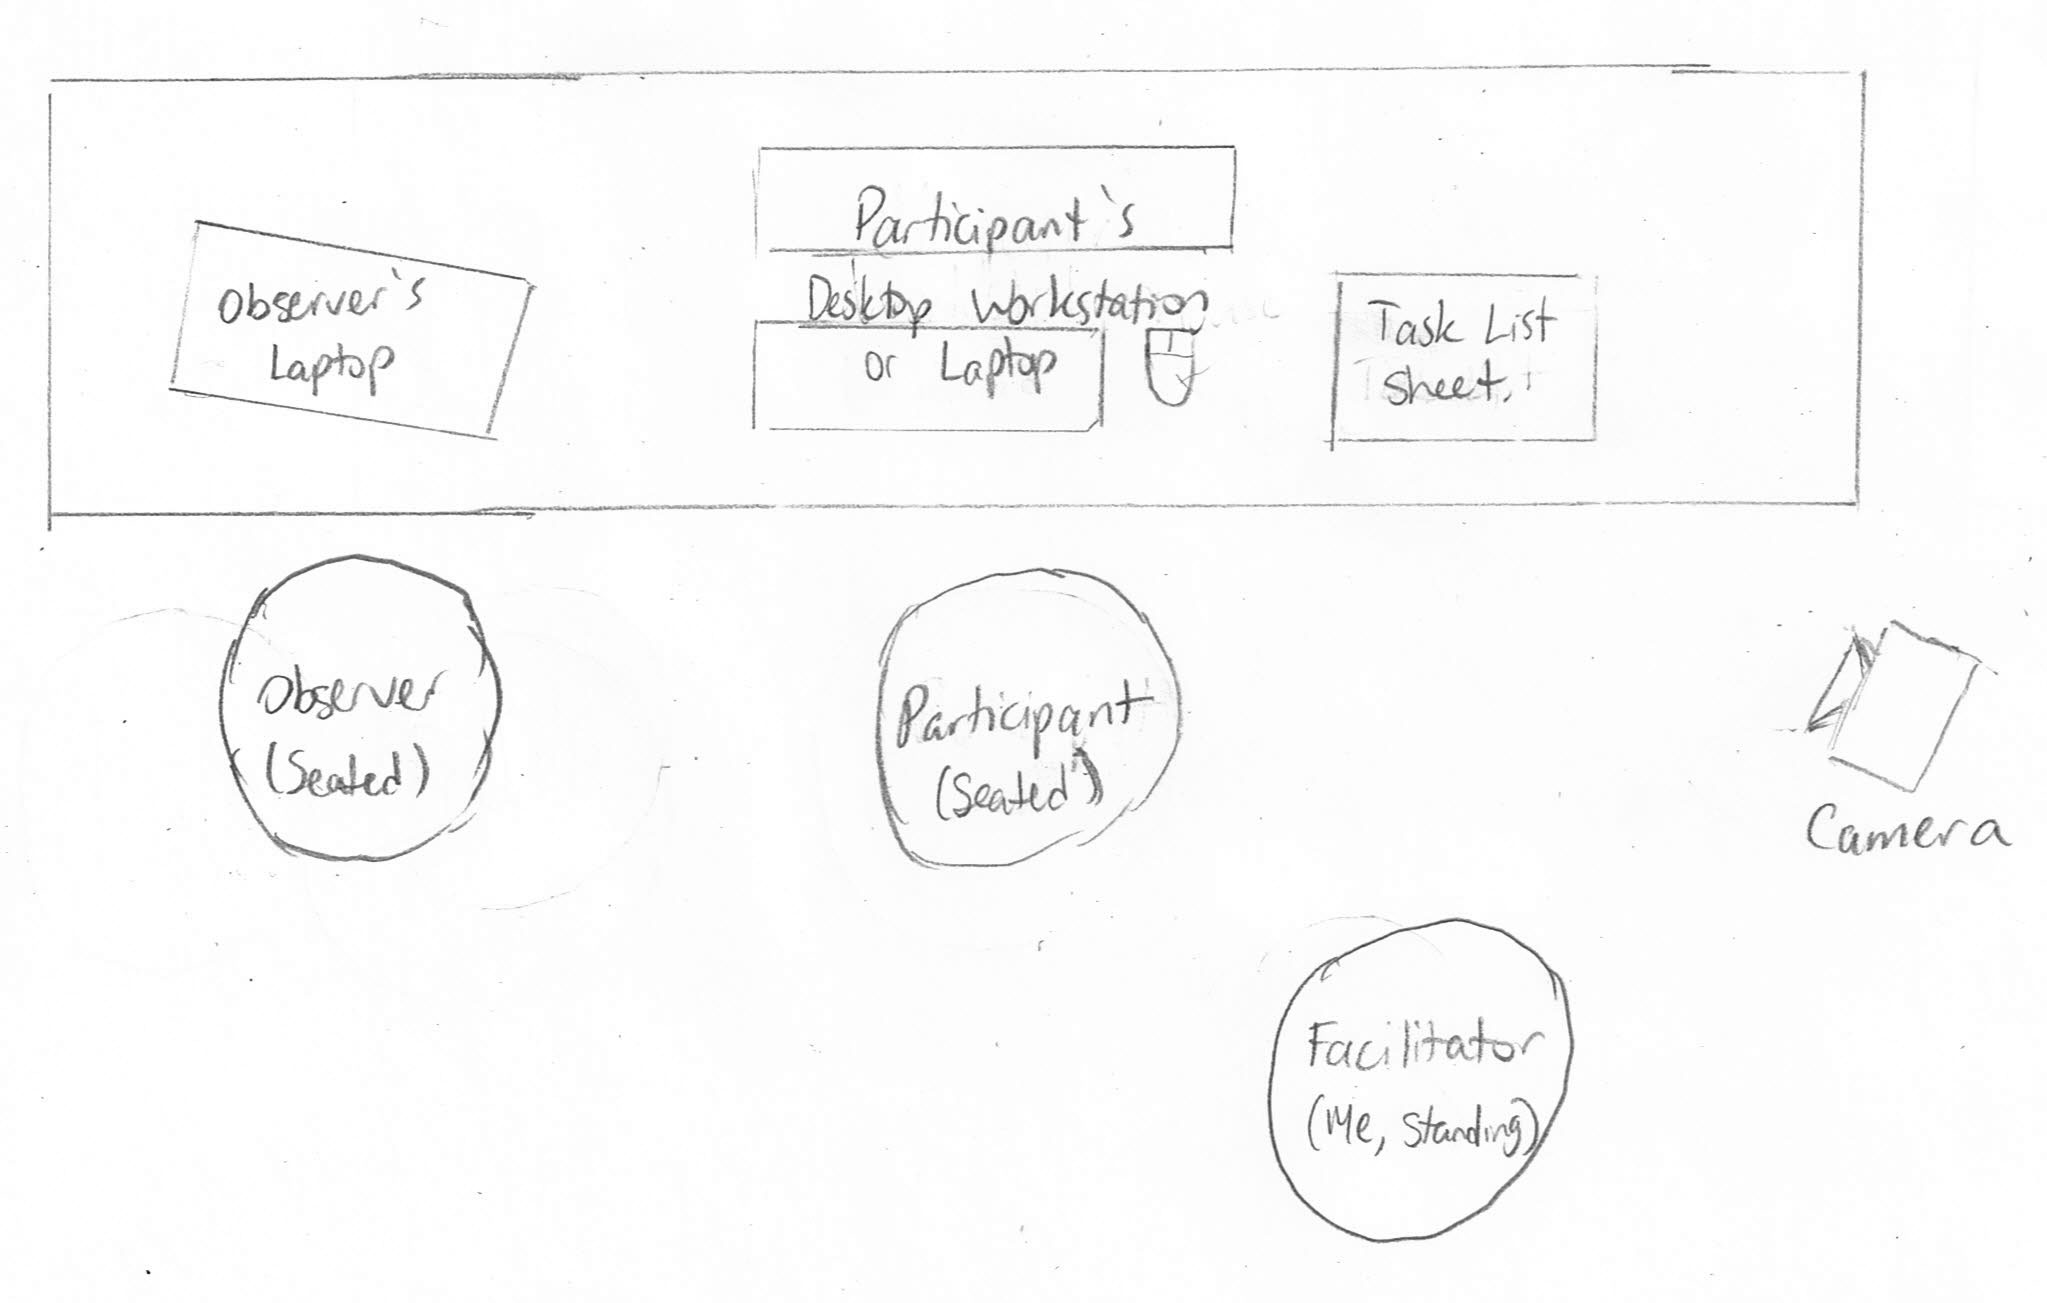 Participant's
Desktop Workstation
or Laptop
Observer's
Laptop
Task List
Sheet.
Observer
(Seated)
Participant
(Seated)
Camera
Facilitator
(Me, Standing)